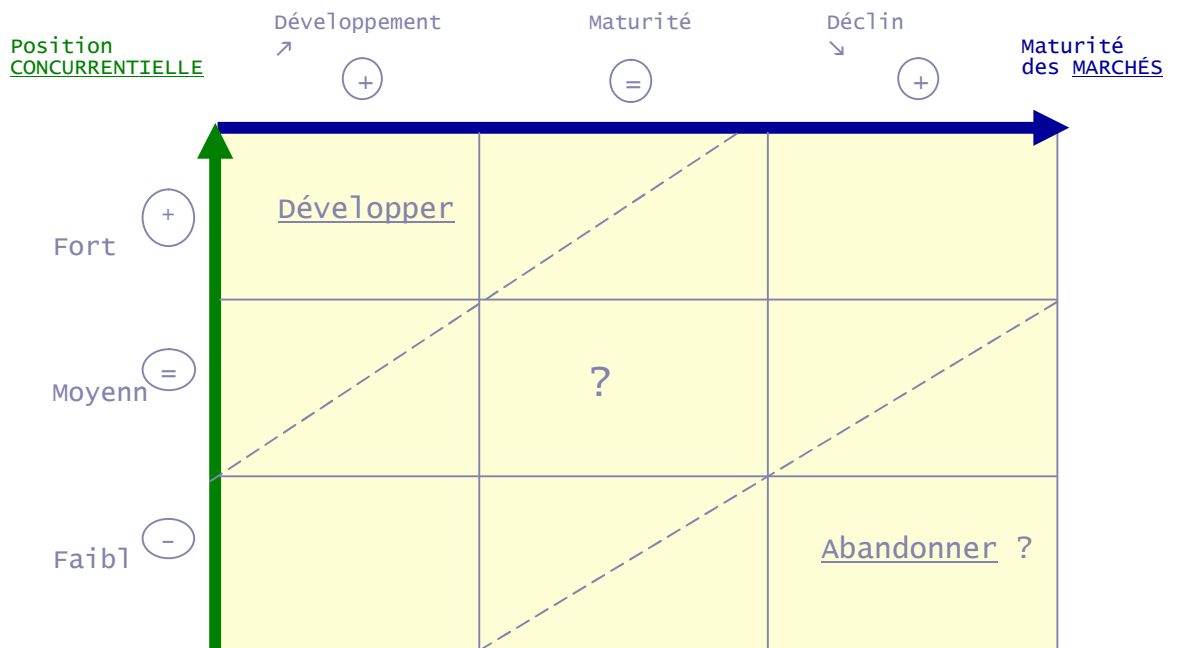 Développement
↗
+
Maturité
=
Déclin
↘
+
Position
CONCURRENTIELLE
Maturité
des MARCHÉS
+
Fort
Développer
=
Moyenn
?
-
Faibl
Abandonner ?